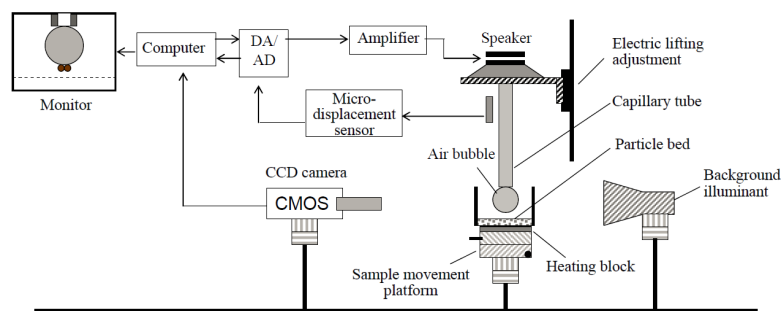 Monitor
Computer
DA/
AD
Amplifier
Speaker
Electric lifting
adjustment
Micro-
displacement
sensor
Capillary tube
Air bubble
Particle bed
CCD camera
CMOS
Background
illuminant
Sample movement
platform
Heating block